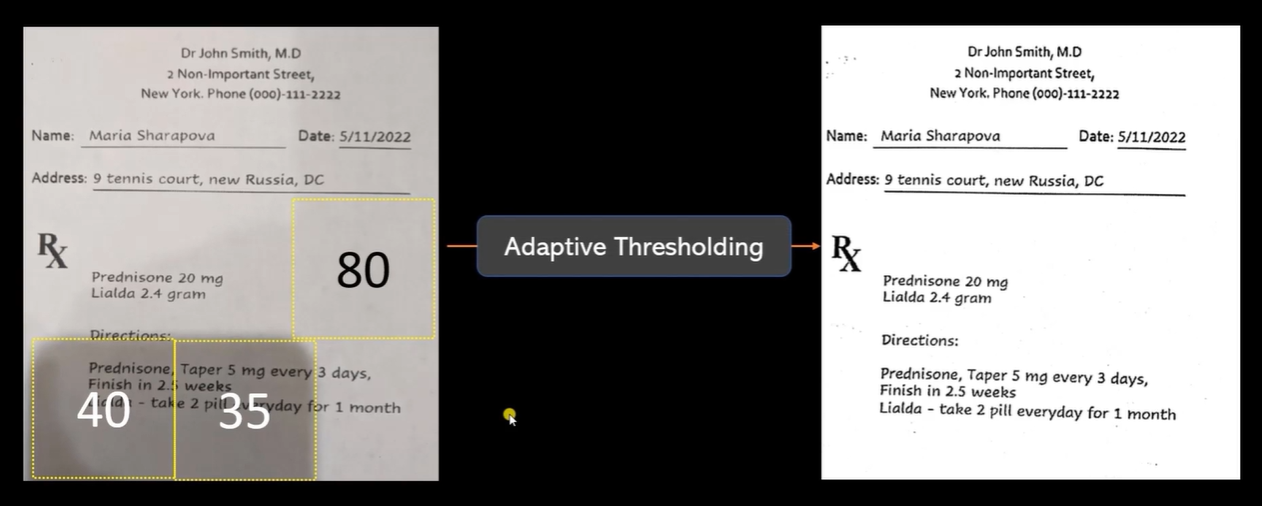 Dr John Smith, M.D
2 Non-Important Street,
New York. Phone (000)-111-2222
Name: Maria Sharapova Date: 5/11/2022
Address: 9 tennis court, new Russia, DC
Rx
80
Prednisone 20 mg
Lialda 2.4 gram
Directions:
Prednisone, Taper 5 mg every 3 days,
Finish in 2.5 weeks
Lialda - take 2 pill everyday for 1 month
40
35
Adaptive Thresholding
Dr John Smith, M.D
2 Non-Important Street,
New York. Phone (000)-111-2222
Name: Maria Sharapova Date: 5/11/2022
Address: 9 tennis court, new Russia, DC
Rx
Prednisone 20 mg
Lialda 2.4 gram
Directions:
Prednisone, Taper 5 mg every 3 days,
Finish in 2.5 weeks
Lialda - take 2 pill everyday for 1 month